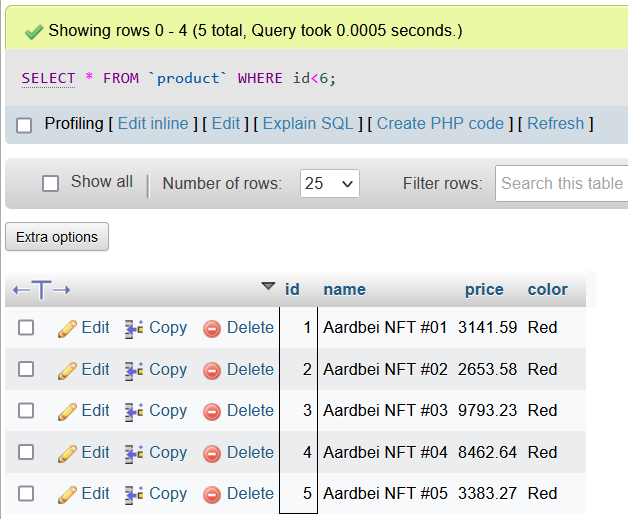 Showing rows 0 - 4 (5 total, Query took 0.0005 seconds.)
SELECT * FROM `product` WHERE id<6;
Profiling [ Edit inline ] [ Edit ] [ Explain SQL ] [ Create PHP code ] [ Refresh ]
Show all Number of rows: 25 Filter rows: Search this table
Extra options
id name price color
Edit Copy Delete 1 Aardbei NFT #01 3141.59 Red
Edit Copy Delete 2 Aardbei NFT #02 2653.58 Red
Edit Copy Delete 3 Aardbei NFT #03 9793.23 Red
Edit Copy Delete 4 Aardbei NFT #04 8462.64 Red
Edit Copy Delete 5 Aardbei NFT #05 3383.27 Red